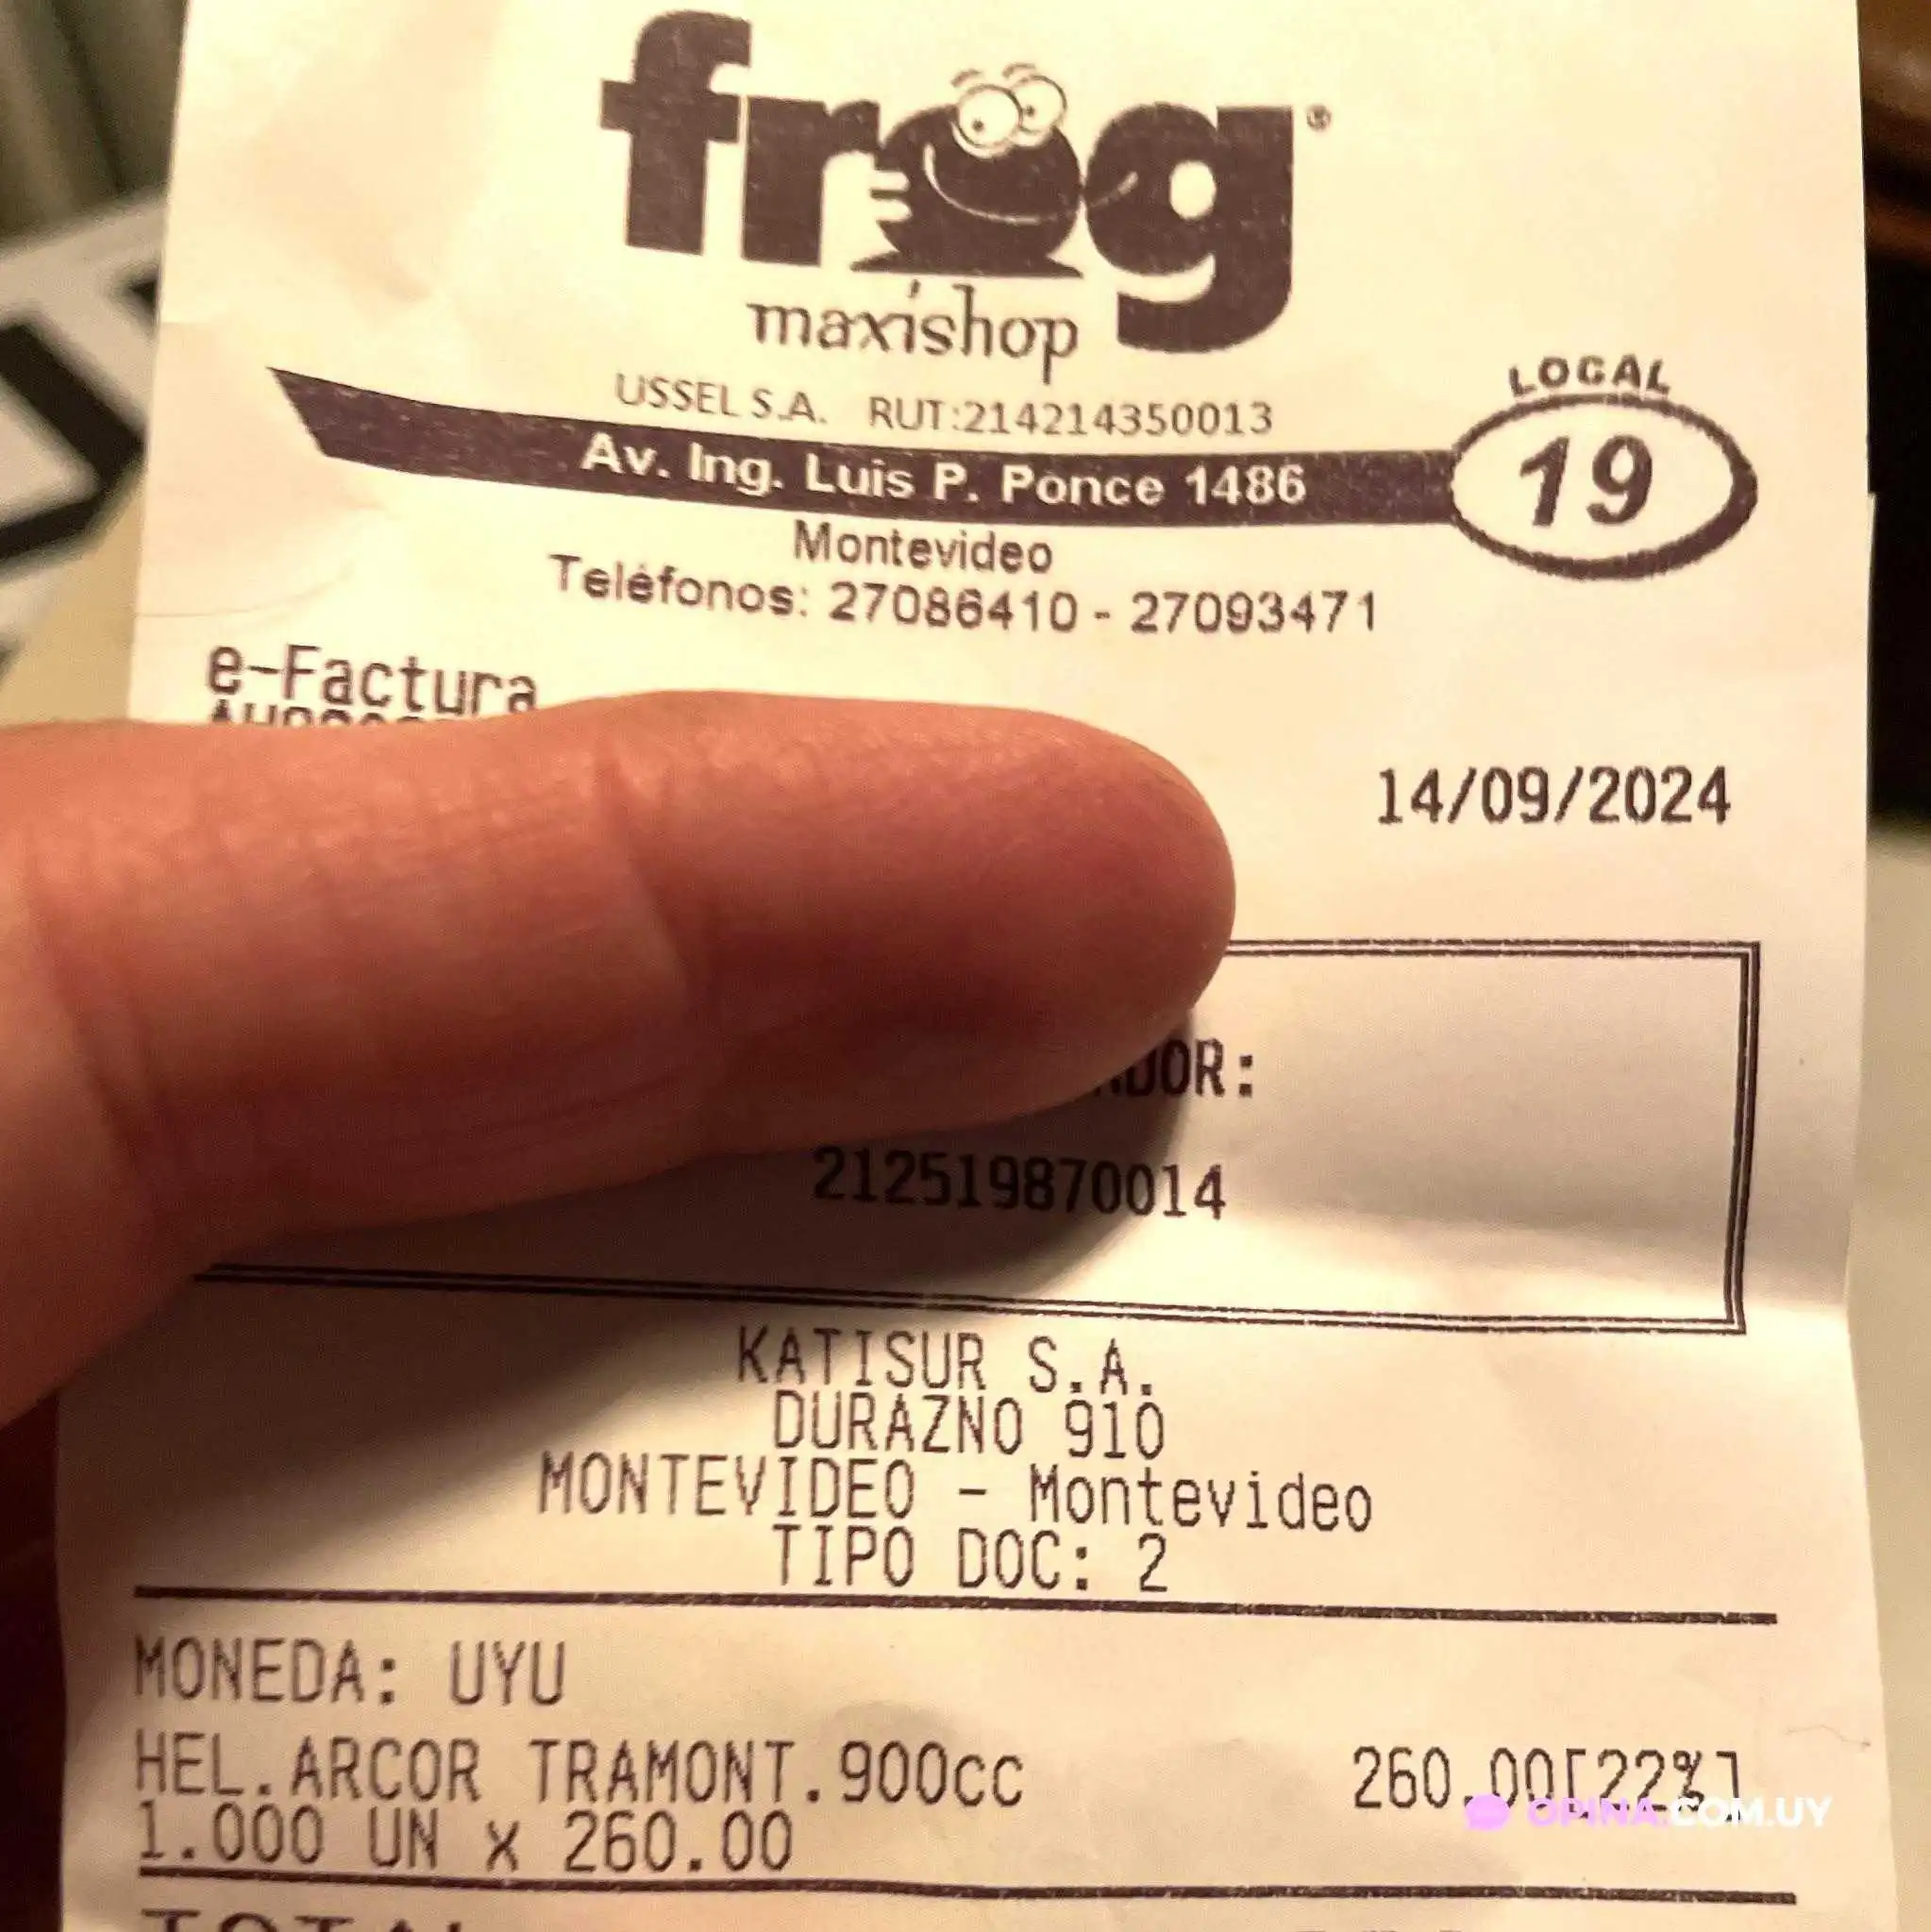 frog®
maxishop
USSEL S.A. RUT:214214350013
LOCAL
19
Av. Ing. Luis P. Ponce 1486
Montevideo
Teléfonos: 27086410 - 27093471
e-Factura
14/09/2024
212519870014
KATISUR S.A.
DURAZNO 910
MONTEVIDEO - Montevideo
TIPO DOC: 2
MONEDA: UYU
HEL.ARCOR TRAMONT.900cc 260.00[22%]
1.000 UN x 260.00
OPINA.COM.UY